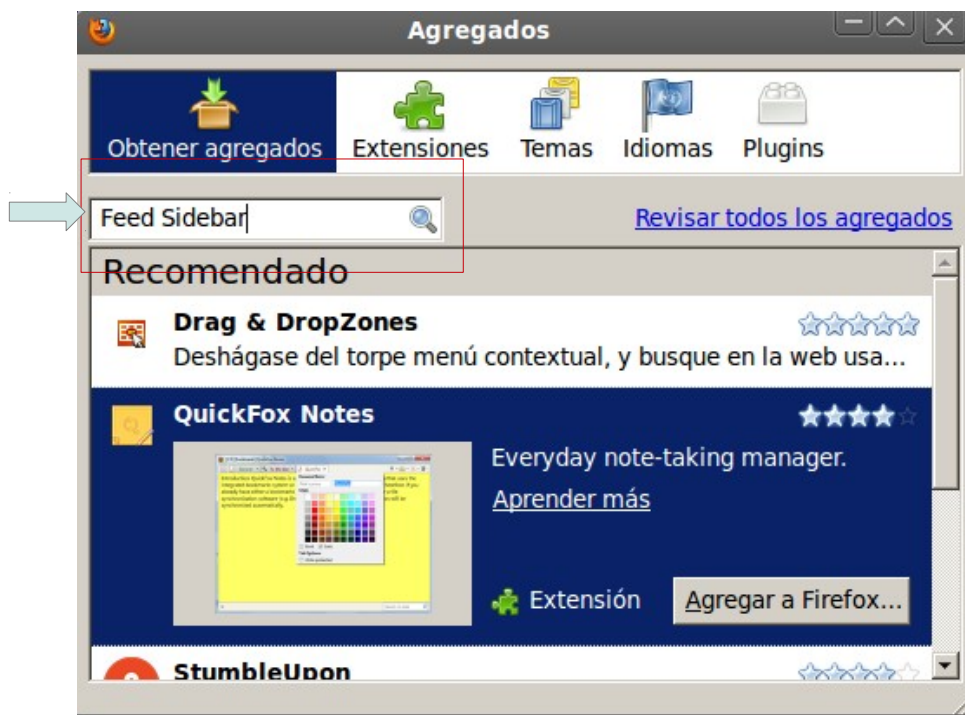 Agregados
Obtener agregados Extensiones Temas Idiomas Plugins
Feed Sidebar Revisar todos los agregados
Recomendado
Drag & DropZones
Deshágase del torpe menú contextual, y busque en la web usa...
QuickFox Notes
Everyday note-taking manager.
Aprender más
Extensión Agregar a Firefox...
StumbleUpon